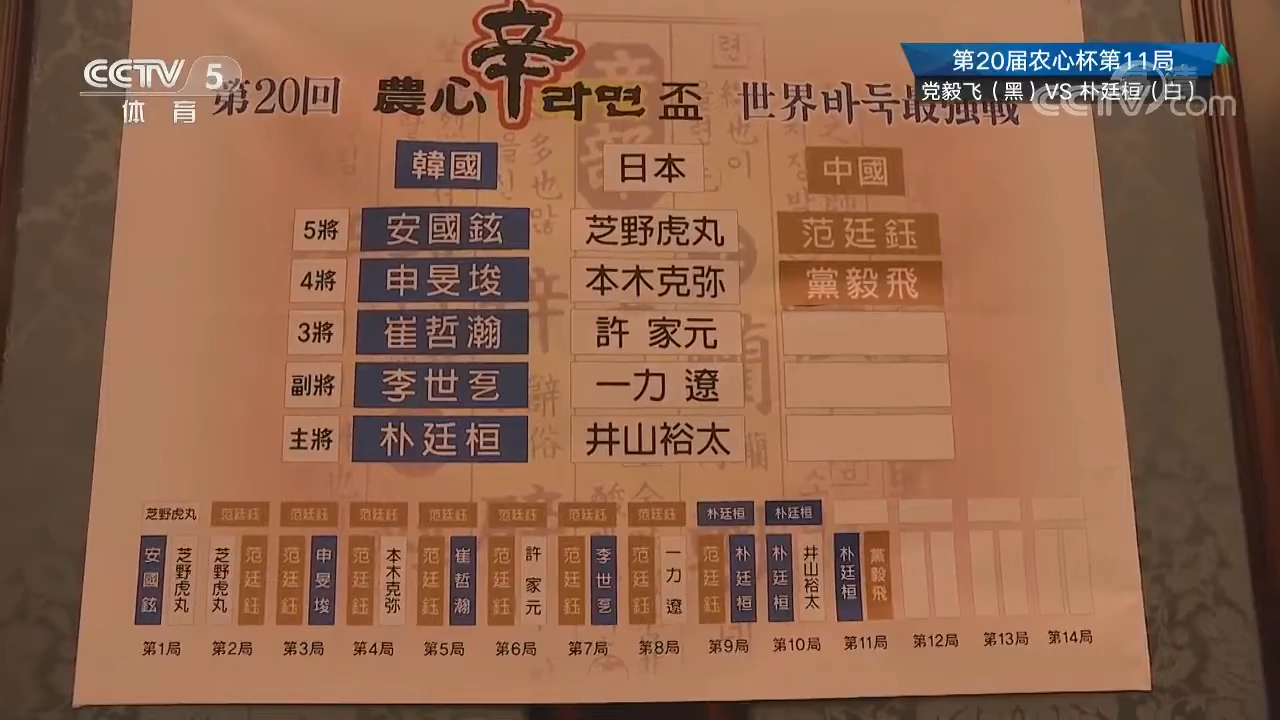 CCTV 5
体育
第20届农心杯第11局
党毅飞（黑）VS 朴廷桓（白）
CCTV.com
第20回 農心 辛라면 盃 世界바둑最強戰
韓國 日本 中國
5將 安國鉉 芝野虎丸 范廷鈺
4將 申旻埈 本木克弥 黨毅飛
3將 崔哲瀚 許家元
副將 李世乭 一力遼
主將 朴廷桓 井山裕太
芝野虎丸 范廷鈺 范廷鈺 范廷鈺 范廷鈺 范廷鈺 范廷鈺 范廷鈺 朴廷桓 朴廷桓
安國鉉 芝野虎丸 芝野虎丸 范廷鈺 范廷鈺 申旻埈 范廷鈺 本木克弥 范廷鈺 崔哲瀚 范廷鈺 許家元 范廷鈺 李世乭 范廷鈺 一力遼 范廷鈺 朴廷桓 朴廷桓 井山裕太 朴廷桓 黨毅飛
第1局 第2局 第3局 第4局 第5局 第6局 第7局 第8局 第9局 第10局 第11局 第12局 第13局 第14局